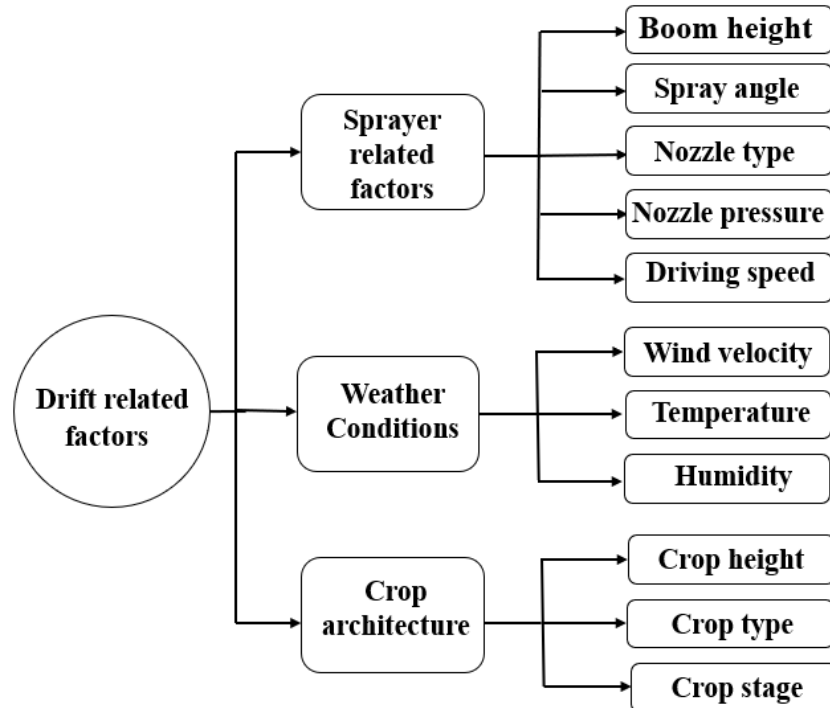 Drift related
factors
Sprayer
related
factors
Boom height
Spray angle
Nozzle type
Nozzle pressure
Driving speed
Weather
Conditions
Wind velocity
Temperature
Humidity
Crop
architecture
Crop height
Crop type
Crop stage